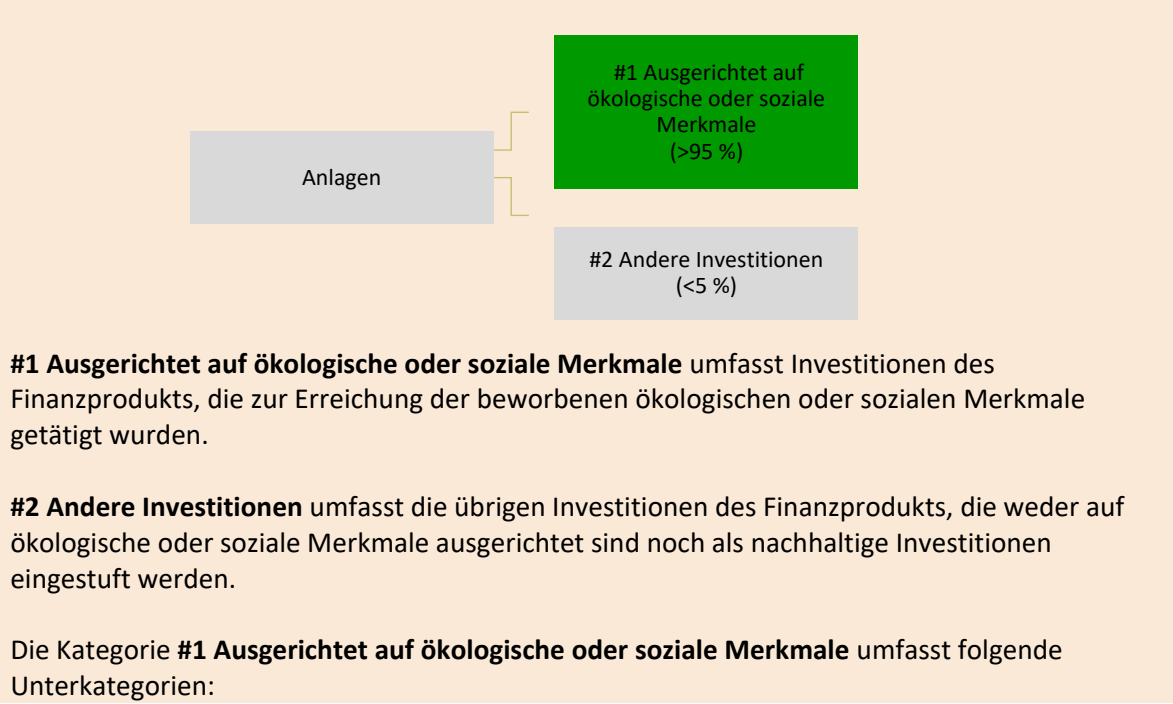 #1 Ausgerichtet auf
ökologische oder soziale
Merkmale
(>95 %)
Anlagen
#2 Andere Investitionen
(<5 %)
#1 Ausgerichtet auf ökologische oder soziale Merkmale umfasst Investitionen des
Finanzprodukts, die zur Erreichung der beworbenen ökologischen oder sozialen Merkmale
getätigt wurden.
#2 Andere Investitionen umfasst die übrigen Investitionen des Finanzprodukts, die weder auf
ökologische oder soziale Merkmale ausgerichtet sind noch als nachhaltige Investitionen
eingestuft werden.
Die Kategorie #1 Ausgerichtet auf ökologische oder soziale Merkmale umfasst folgende
Unterkategorien: